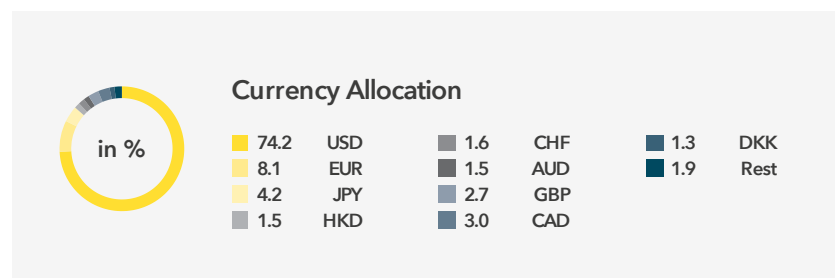 Currency Allocation
in %
74.2 USD
8.1 EUR
4.2 JPY
1.5 HKD
1.6 CHF
1.5 AUD
2.7 GBP
3.0 CAD
1.3 DKK
1.9 Rest